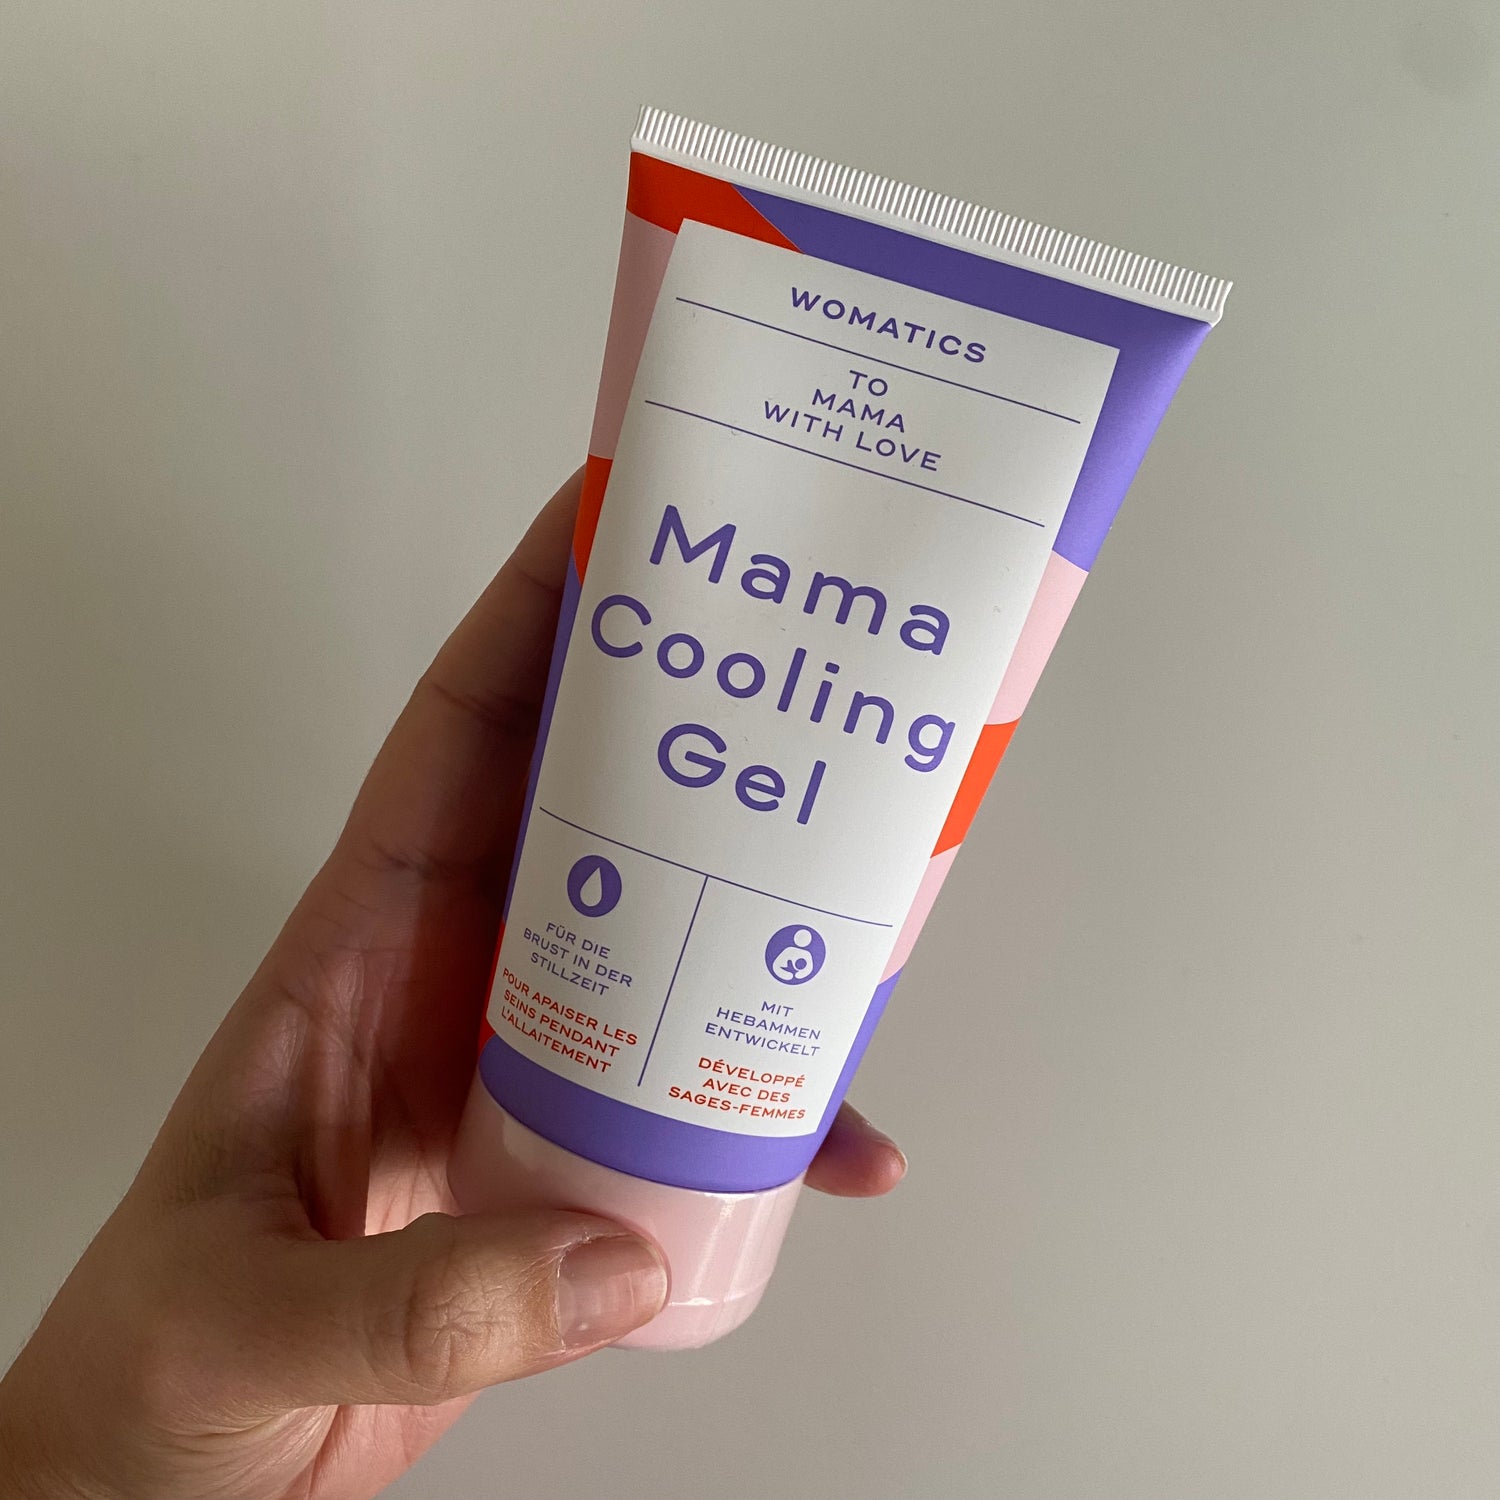 WOMATICS
TO
MAMA
WITH LOVE
Mama
Cooling
Gel
FÜR DIE
BRUST IN DER
STILLZEIT
POUR APAISER LES
SEINS PENDANT
L'ALLAITEMENT
MIT
HEBAMMEN
ENTWICKELT
DÉVELOPPÉ
AVEC DES
SAGES-FEMMES